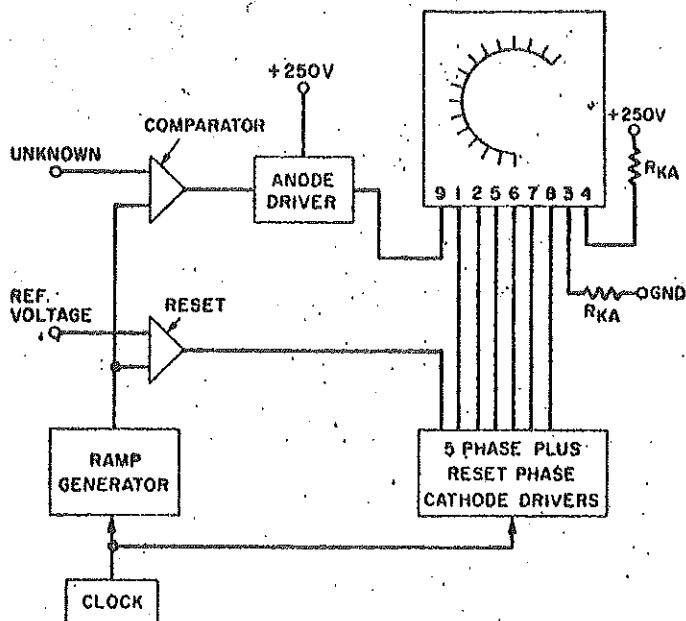 +250V
COMPARATOR
UNKNOWN
ANODE
DRIVER
+250V
RKA
9 1 2 5 6 7 8 3 4
REF.
VOLTAGE
RESET
RKA
GND
RAMP
GENERATOR
5 PHASE PLUS
RESET PHASE
CATHODE DRIVERS
CLOCK